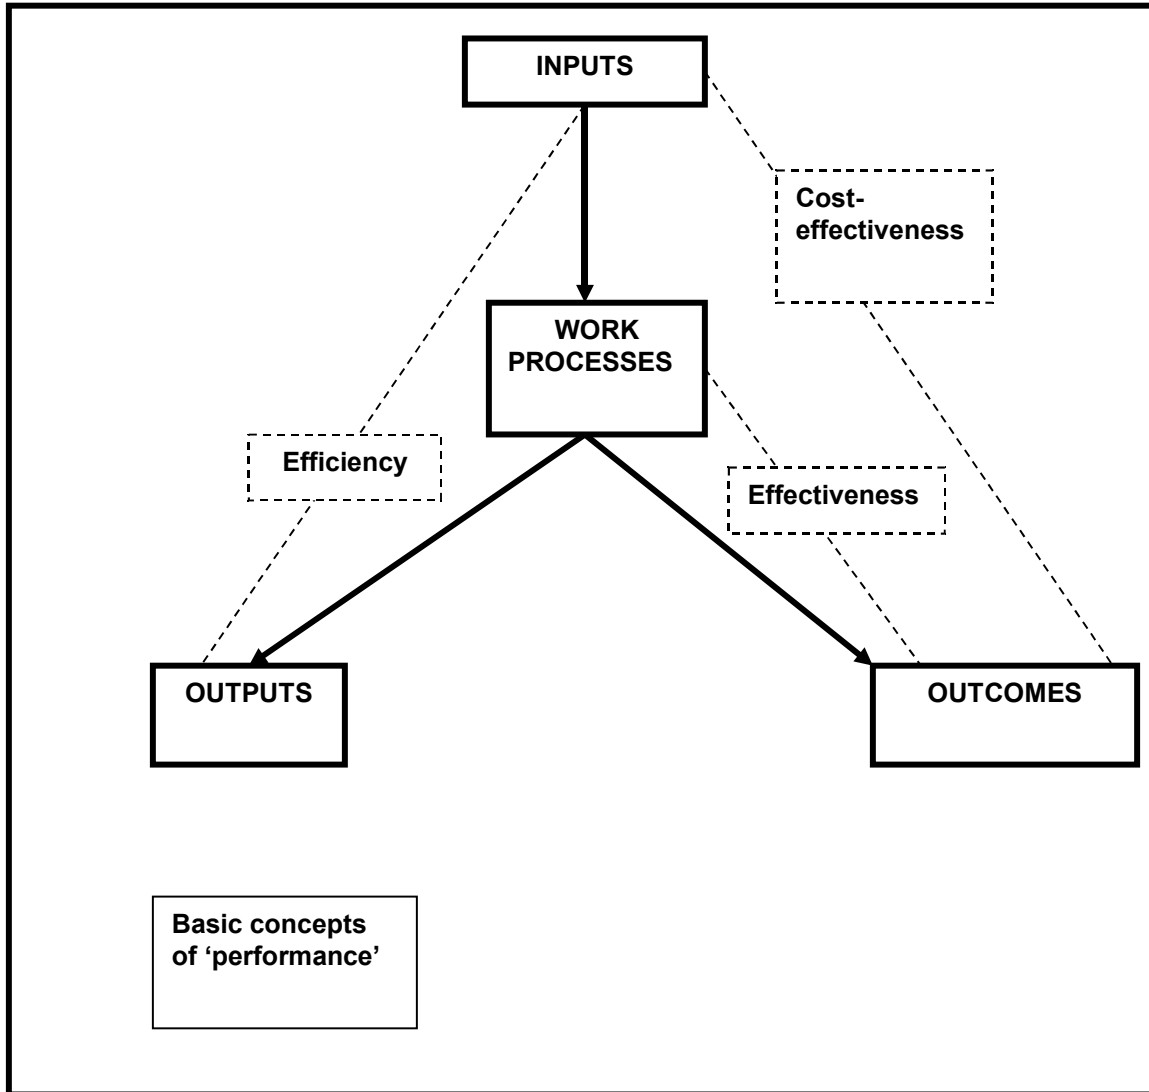 INPUTS
Cost-
effectiveness
WORK
PROCESSES
Efficiency
Effectiveness
OUTPUTS
OUTCOMES
Basic concepts
of ‘performance’